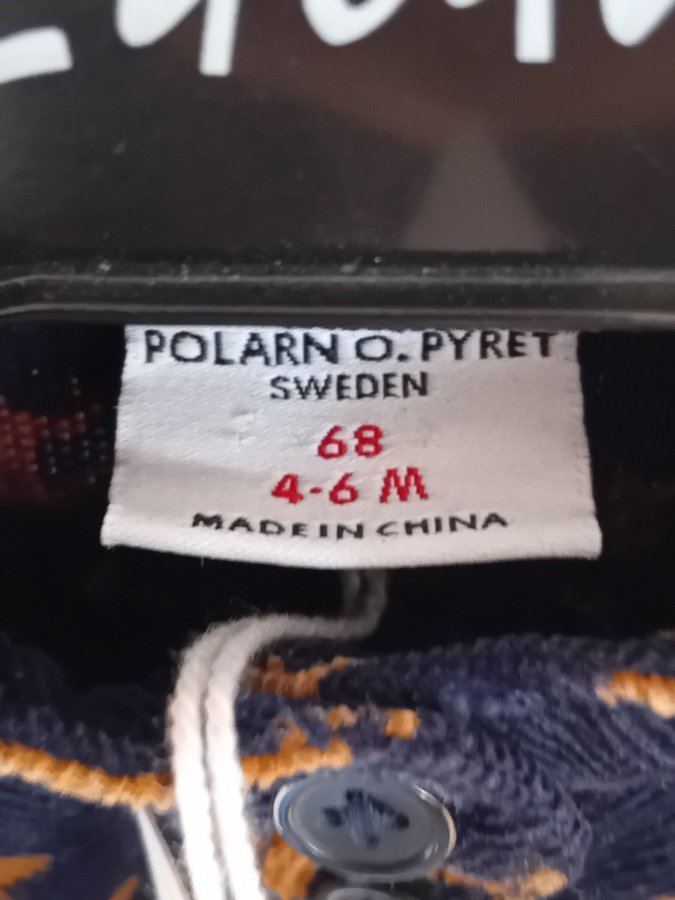 POLARN O. PYRET
SWEDEN
68
4-6 M
MADE IN CHINA